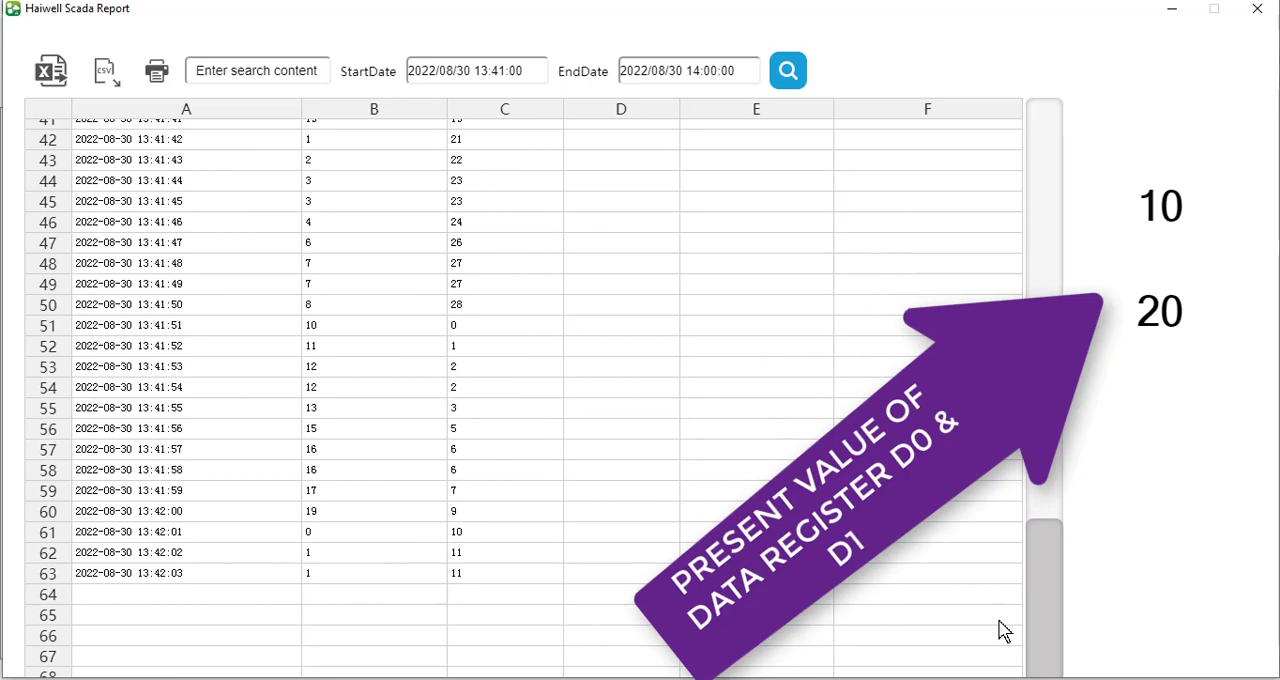 Haiwell Scada Report
CSV Enter search content StartDate 2022/08/30 13:41:00 EndDate 2022/08/30 14:00:00
A B C D E F
42 2022-08-30 13:41:42 1 21
43 2022-08-30 13:41:43 2 22
44 2022-08-30 13:41:44 3 23
45 2022-08-30 13:41:45 3 23
46 2022-08-30 13:41:46 4 24
47 2022-08-30 13:41:47 6 26
48 2022-08-30 13:41:48 7 27
49 2022-08-30 13:41:49 7 27
50 2022-08-30 13:41:50 8 28
51 2022-08-30 13:41:51 10 0
52 2022-08-30 13:41:52 11 1
53 2022-08-30 13:41:53 12 2
54 2022-08-30 13:41:54 12 2
55 2022-08-30 13:41:55 13 3
56 2022-08-30 13:41:56 15 5
57 2022-08-30 13:41:57 16 6
58 2022-08-30 13:41:58 16 6
59 2022-08-30 13:41:59 17 7
60 2022-08-30 13:42:00 19 9
61 2022-08-30 13:42:01 0 10
62 2022-08-30 13:42:02 1 11
63 2022-08-30 13:42:03 1 11
64
65
66
67
10
20
PRESENT VALUE OF
DATA REGISTER D0 &
D1